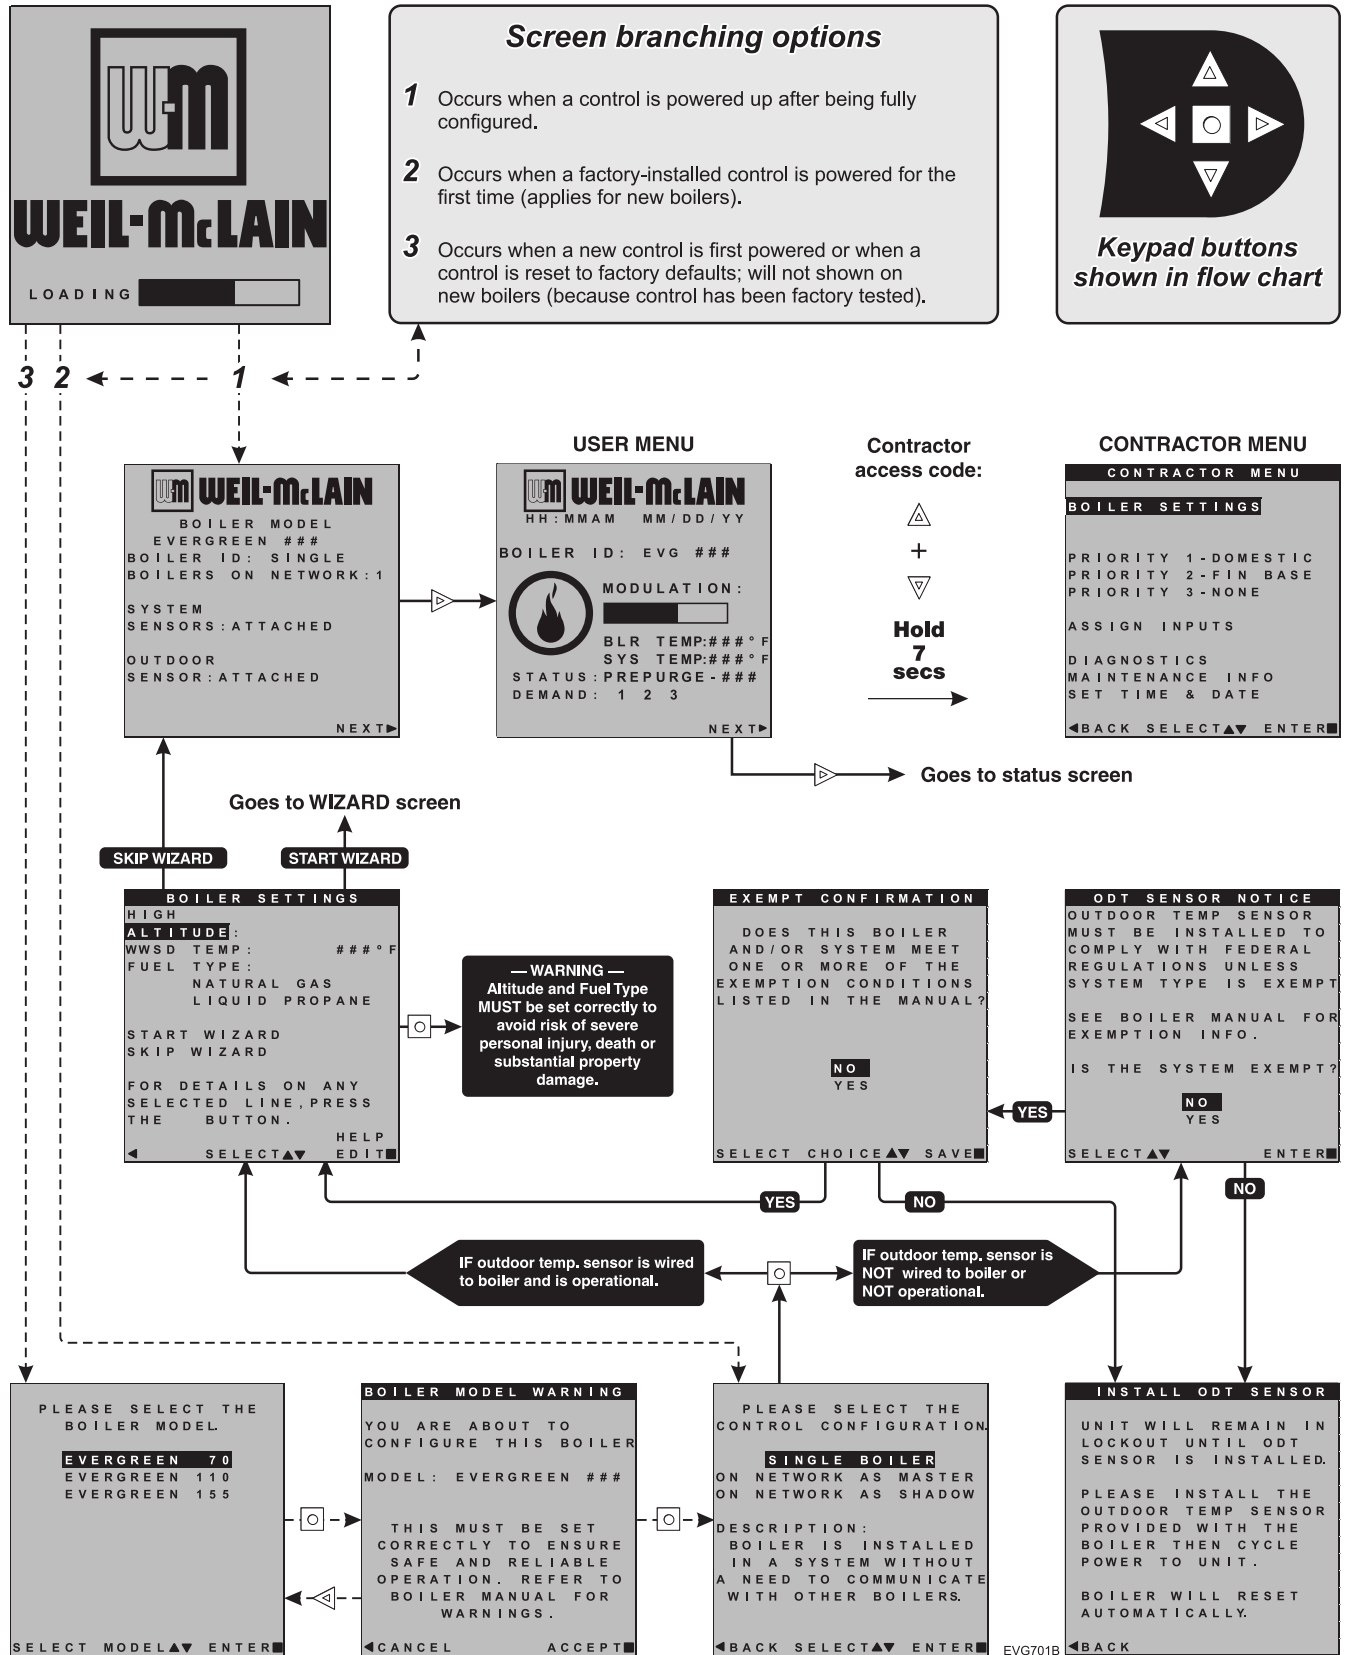 WM
WEIL-McLAIN
LOADING
Screen branching options
1 Occurs when a control is powered up after being fully
configured.
2 Occurs when a factory-installed control is powered for the
first time (applies for new boilers).
3 Occurs when a new control is first powered or when a
control is reset to factory defaults; will not shown on
new boilers (because control has been factory tested).
Keypad buttons
shown in flow chart
3 2 1
WM WEIL-McLAIN
BOILER MODEL
EVERGREEN ###
BOILER ID: SINGLE
BOILERS ON NETWORK:1
SYSTEM
SENSORS:ATTACHED
OUTDOOR
SENSOR:ATTACHED
NEXT▶
USER MENU
WM WEIL-McLAIN
HH:MMAM MM/DD/YY
BOILER ID: EVG ###
MODULATION:
BLR TEMP:###°F
SYS TEMP:###°F
STATUS:PREPURGE-###
DEMAND: 1 2 3
NEXT▶
Contractor
access code:
+
Hold
7
secs
CONTRACTOR MENU
CONTRACTOR MENU
BOILER SETTINGS
PRIORITY 1-DOMESTIC
PRIORITY 2-FIN BASE
PRIORITY 3-NONE
ASSIGN INPUTS
DIAGNOSTICS
MAINTENANCE INFO
SET TIME & DATE
◀BACK SELECT▲▼ ENTER■
Goes to status screen
Goes to WIZARD screen
SKIP WIZARD
START WIZARD
BOILER SETTINGS
HIGH
ALTITUDE:
WWSD TEMP: ###°F
FUEL TYPE:
NATURAL GAS
LIQUID PROPANE
START WIZARD
SKIP WIZARD
FOR DETAILS ON ANY
SELECTED LINE,PRESS
THE BUTTON.
HELP
◀ SELECT▲▼ EDIT■
— WARNING —
Altitude and Fuel Type
MUST be set correctly to
avoid risk of severe
personal injury, death or
substantial property
damage.
EXEMPT CONFIRMATION
DOES THIS BOILER
AND/OR SYSTEM MEET
ONE OR MORE OF THE
EXEMPTION CONDITIONS
LISTED IN THE MANUAL?
NO
YES
SELECT CHOICE▲▼ SAVE■
YES
ODT SENSOR NOTICE
OUTDOOR TEMP SENSOR
MUST BE INSTALLED TO
COMPLY WITH FEDERAL
REGULATIONS UNLESS
SYSTEM TYPE IS EXEMPT
SEE BOILER MANUAL FOR
EXEMPTION INFO.
IS THE SYSTEM EXEMPT?
NO
YES
SELECT▲▼ ENTER■
YES
NO
NO
IF outdoor temp. sensor is wired
to boiler and is operational.
IF outdoor temp. sensor is
NOT wired to boiler or
NOT operational.
PLEASE SELECT THE
BOILER MODEL.
EVERGREEN 70
EVERGREEN 110
EVERGREEN 155
SELECT MODEL▲▼ ENTER■
BOILER MODEL WARNING
YOU ARE ABOUT TO
CONFIGURE THIS BOILER
MODEL: EVERGREEN ###
THIS MUST BE SET
CORRECTLY TO ENSURE
SAFE AND RELIABLE
OPERATION. REFER TO
BOILER MANUAL FOR
WARNINGS.
◀CANCEL ACCEPT■
PLEASE SELECT THE
CONTROL CONFIGURATION.
SINGLE BOILER
ON NETWORK AS MASTER
ON NETWORK AS SHADOW
DESCRIPTION:
BOILER IS INSTALLED
IN A SYSTEM WITHOUT
A NEED TO COMMUNICATE
WITH OTHER BOILERS.
◀BACK SELECT▲▼ ENTER■
EVG701B
INSTALL ODT SENSOR
UNIT WILL REMAIN IN
LOCKOUT UNTIL ODT
SENSOR IS INSTALLED.
PLEASE INSTALL THE
OUTDOOR TEMP SENSOR
PROVIDED WITH THE
BOILER THEN CYCLE
POWER TO UNIT.
BOILER WILL RESET
AUTOMATICALLY.
◀BACK